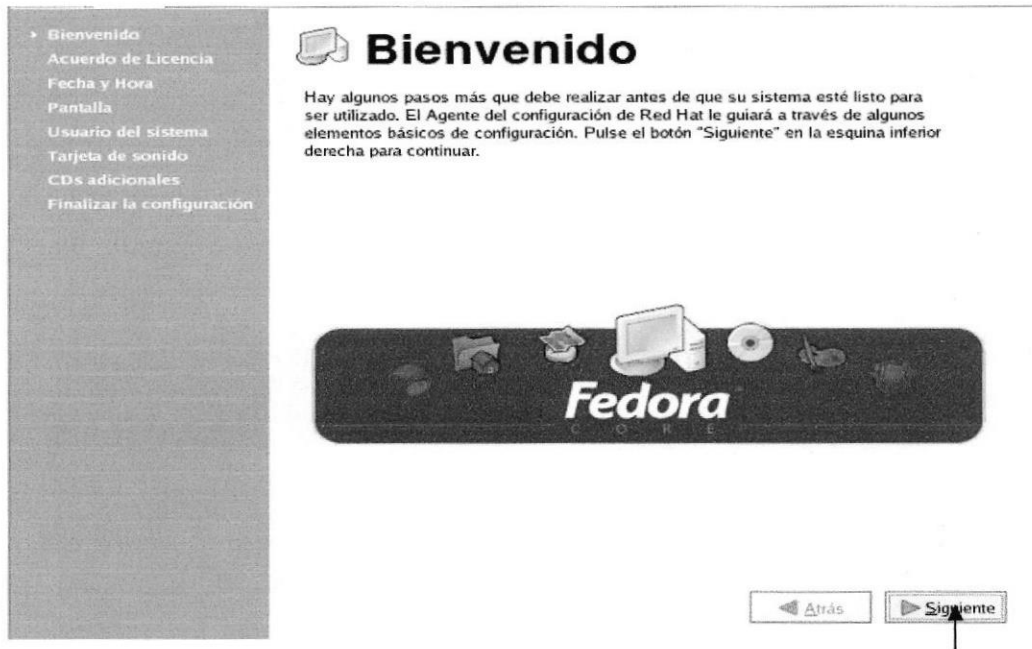 Bienvenido
Acuerdo de Licencia
Fecha y Hora
Pantalla
Usuario del sistema
Tarjeta de sonido
CDs adicionales
Finalizar la configuración
Bienvenido
Hay algunos pasos más que debe realizar antes de que su sistema esté listo para
ser utilizado. El Agente del configuración de Red Hat le guiará a través de algunos
elementos básicos de configuración. Pulse el botón "Siguiente" en la esquina inferior
derecha para continuar.
Fedora
CORE
Atrás
Siguiente